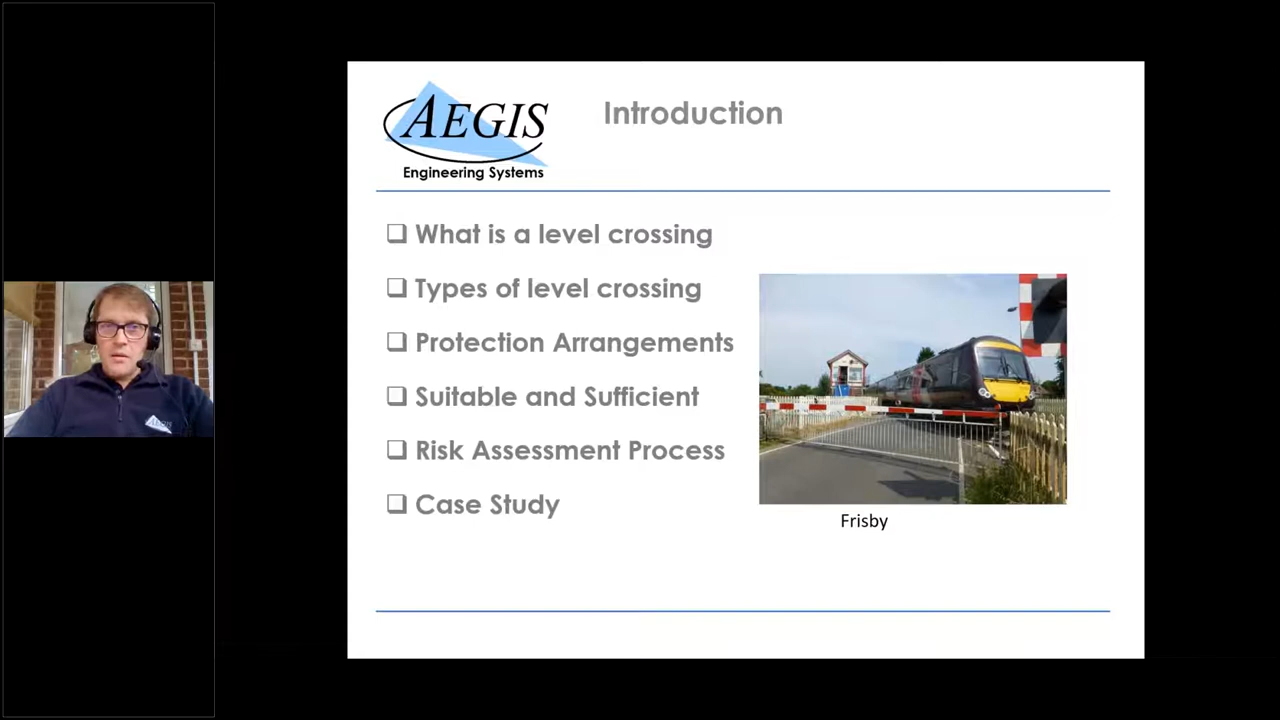 AEGIS
Engineering Systems
Introduction
❑ What is a level crossing
❑ Types of level crossing
❑ Protection Arrangements
❑ Suitable and Sufficient
❑ Risk Assessment Process
❑ Case Study
Frisby